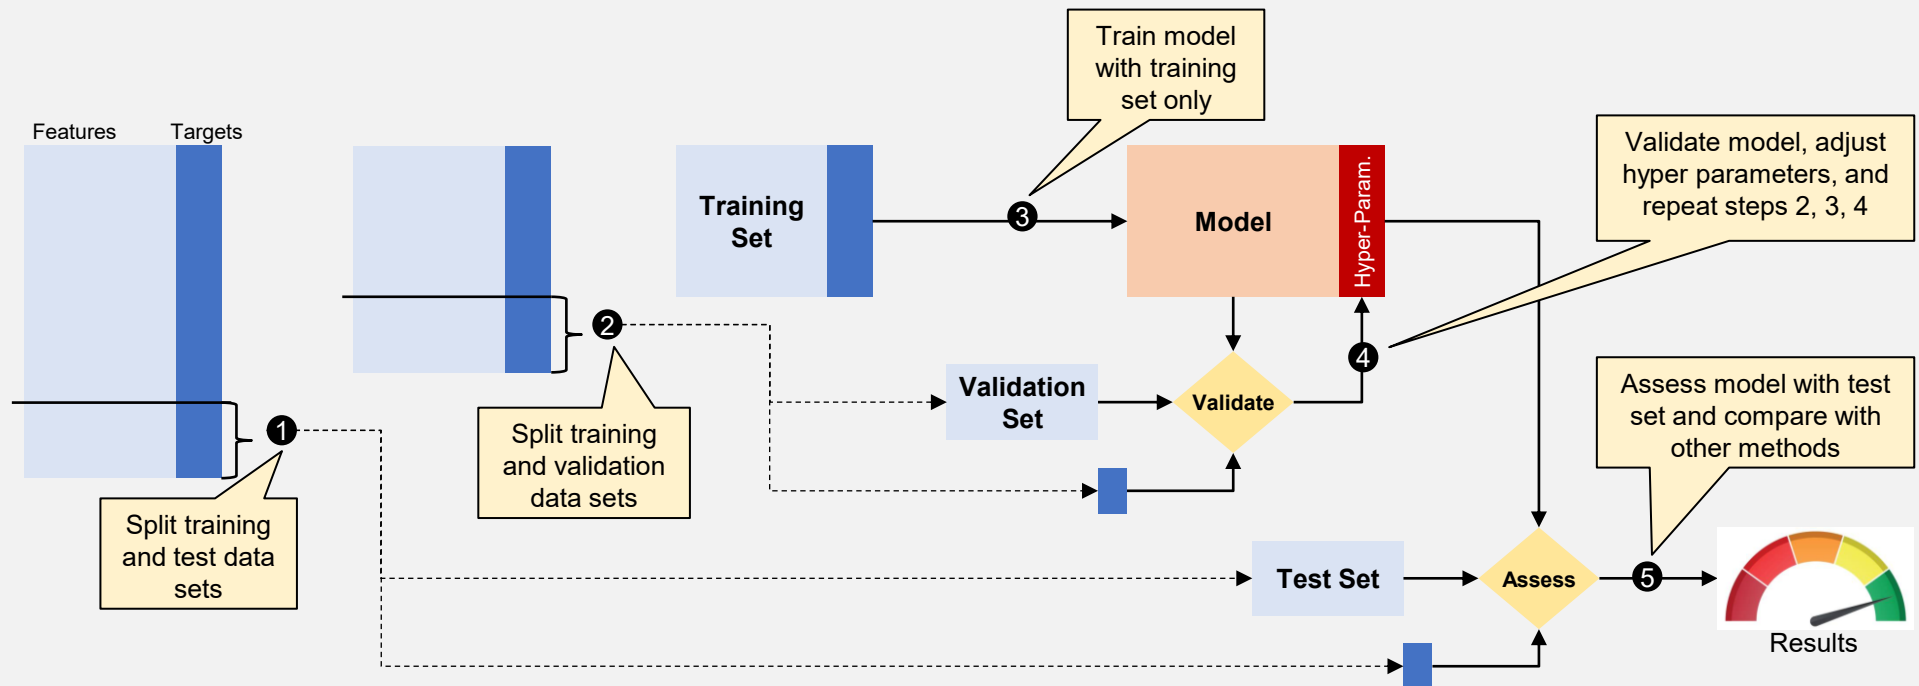 Train model
with training
set only
Features
Targets
Validate model, adjust
hyper parameters, and
repeat steps 2, 3, 4
Training
Set
3
Model
Hyper-Param.
2
4
Validation
Set
Validate
Assess model with test
set and compare with
other methods
1
Split training
and validation
data sets
Split training
and test data
sets
Test Set
Assess
5
Results